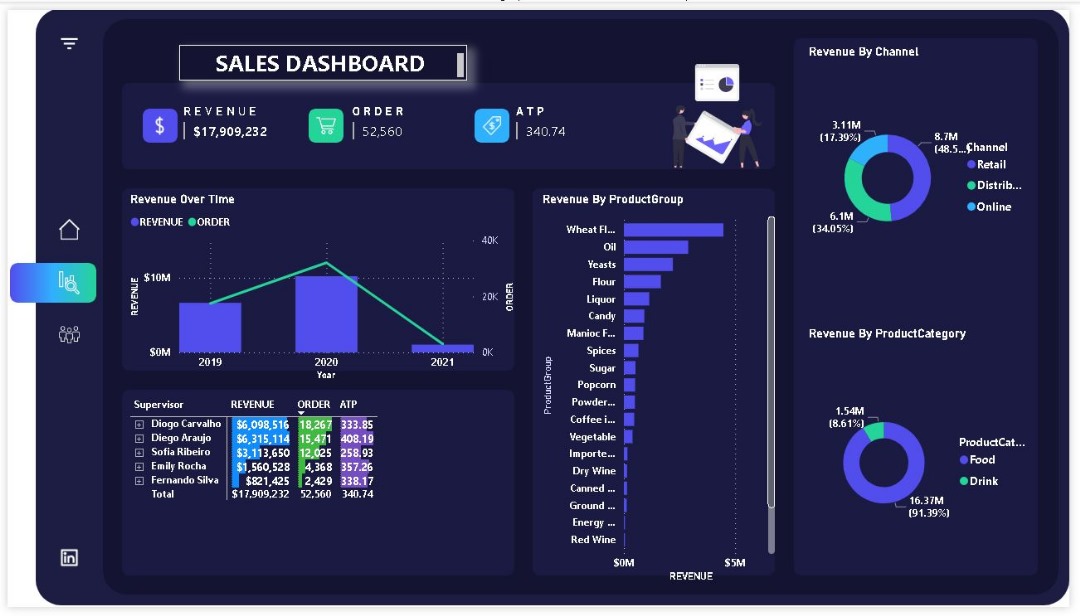 SALES DASHBOARD
REVENUE
$17,909,232
ORDER
52,560
ATP
340.74
Revenue Over Time
REVENUE ORDER
40K
$10M
20K
$0M
0K
REVENUE
ORDER
2019 2020 2021
Year
Supervisor REVENUE ORDER ATP
Diogo Carvalho $6,098,516 18,267 333.85
Diego Araujo $6,315,114 15,471 408.19
Sofia Ribeiro $3,113,650 12,025 258.93
Emily Rocha $1,560,528 4,368 357.26
Fernando Silva $821,425 2,429 338.17
Total $17,909,232 52,560 340.74
Revenue By ProductGroup
ProductGroup
Wheat Fl...
Oil
Yeasts
Flour
Liquor
Candy
Manioc F...
Spices
Sugar
Popcorn
Powder...
Coffee i...
Vegetable
Importe...
Dry Wine
Canned ...
Ground ...
Energy ...
Red Wine
$0M $5M
REVENUE
Revenue By Channel
3.11M
(17.39%)
8.7M
(48.5...)
6.1M
(34.05%)
Channel
Retail
Distrib...
Online
Revenue By ProductCategory
1.54M
(8.61%)
16.37M
(91.39%)
ProductCat...
Food
Drink
in